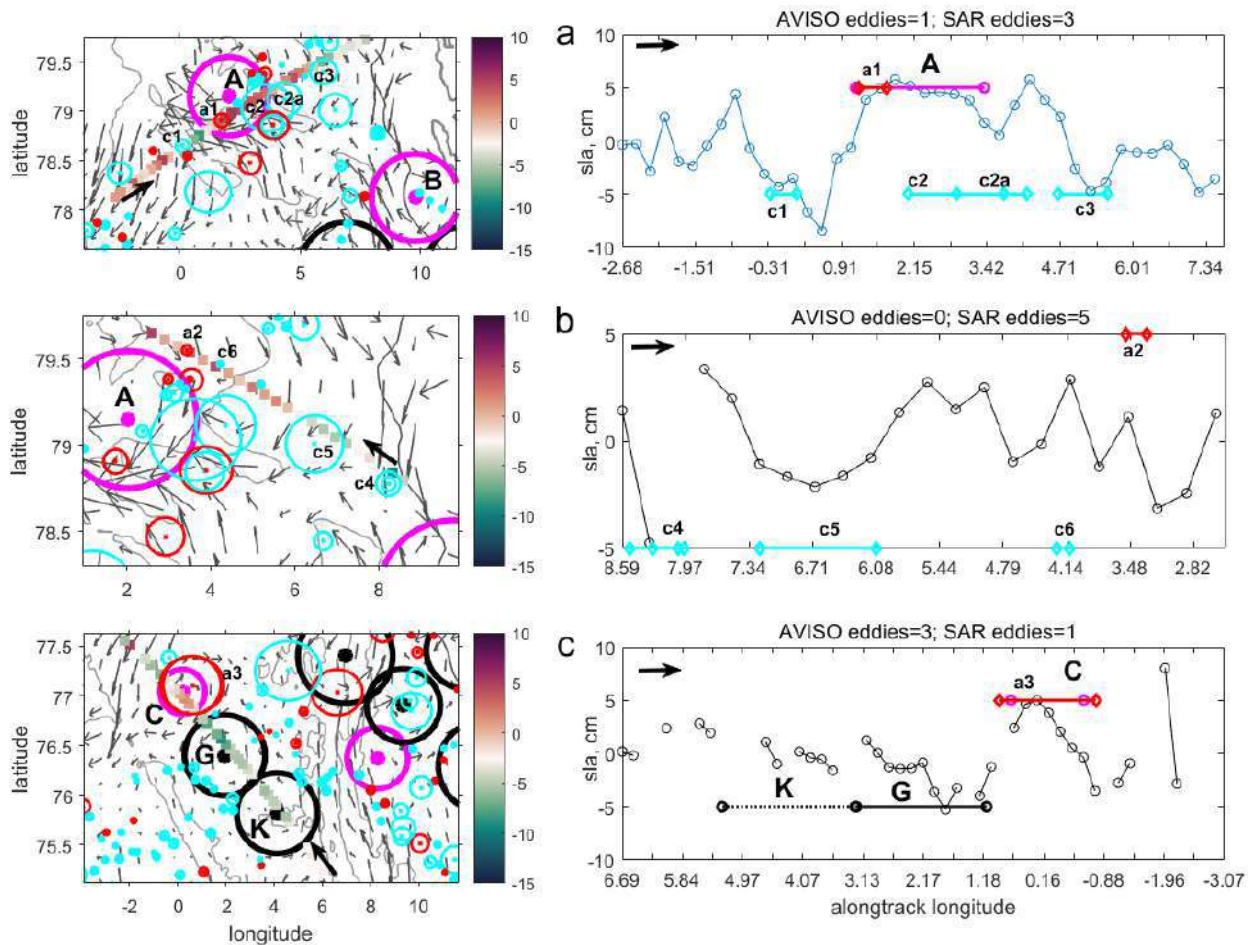 a
AVISO eddies=1; SAR eddies=3
latitude
79.5
79
78.5
78
0
5
10
A
B
a1
c1
c2
c2a
c3
10
5
0
-5
-10
-15
sla, cm
10
5
0
-5
-10
a1
A
c1
c2
c2a
c3
-2.68 -1.51 -0.31 0.91 2.15 3.42 4.71 6.01 7.34
b
AVISO eddies=0; SAR eddies=5
latitude
79.5
79
78.5
2
4
6
8
A
a2
c6
c5
c4
10
5
0
-5
-10
-15
sla, cm
5
0
-5
a2
c4
c5
c6
8.59 7.97 7.34 6.71 6.08 5.44 4.79 4.14 3.48 2.82
c
AVISO eddies=3; SAR eddies=1
latitude
77.5
77
76.5
76
75.5
-2 0 2 4 6 8 10
longitude
a3
C
G
K
10
5
0
-5
-10
-15
sla, cm
10
5
0
-5
-10
a3
C
K
G
6.69 5.84 4.97 4.07 3.13 2.17 1.18 0.16 -0.88 -1.96 -3.07
alongtrack longitude